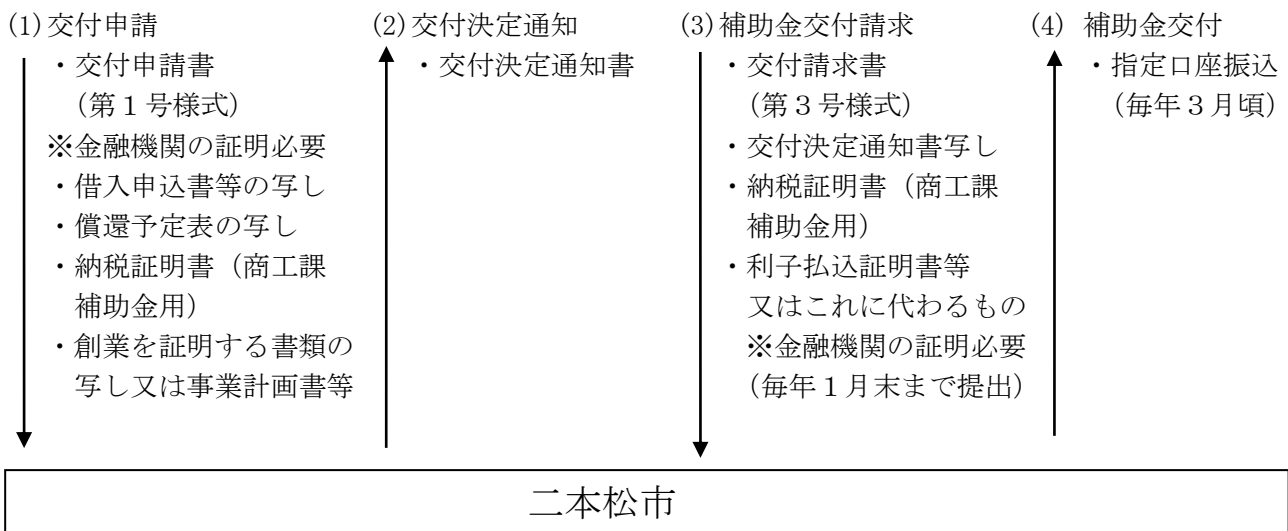 (1)交付申請
・交付申請書
（第１号様式）
※金融機関の証明必要
・借入申込書等の写し
・償還予定表の写し
・納税証明書（商工課
補助金用）
・創業を証明する書類の
写し又は事業計画書等
(2)交付決定通知
・交付決定通知書
(3)補助金交付請求
・交付請求書
（第３号様式）
・交付決定通知書写し
・納税証明書（商工課
補助金用）
・利子払込証明書等
又はこれに代わるもの
※金融機関の証明必要
（毎年１月末まで提出）
(4) 補助金交付
・指定口座振込
（毎年３月頃）
二本松市